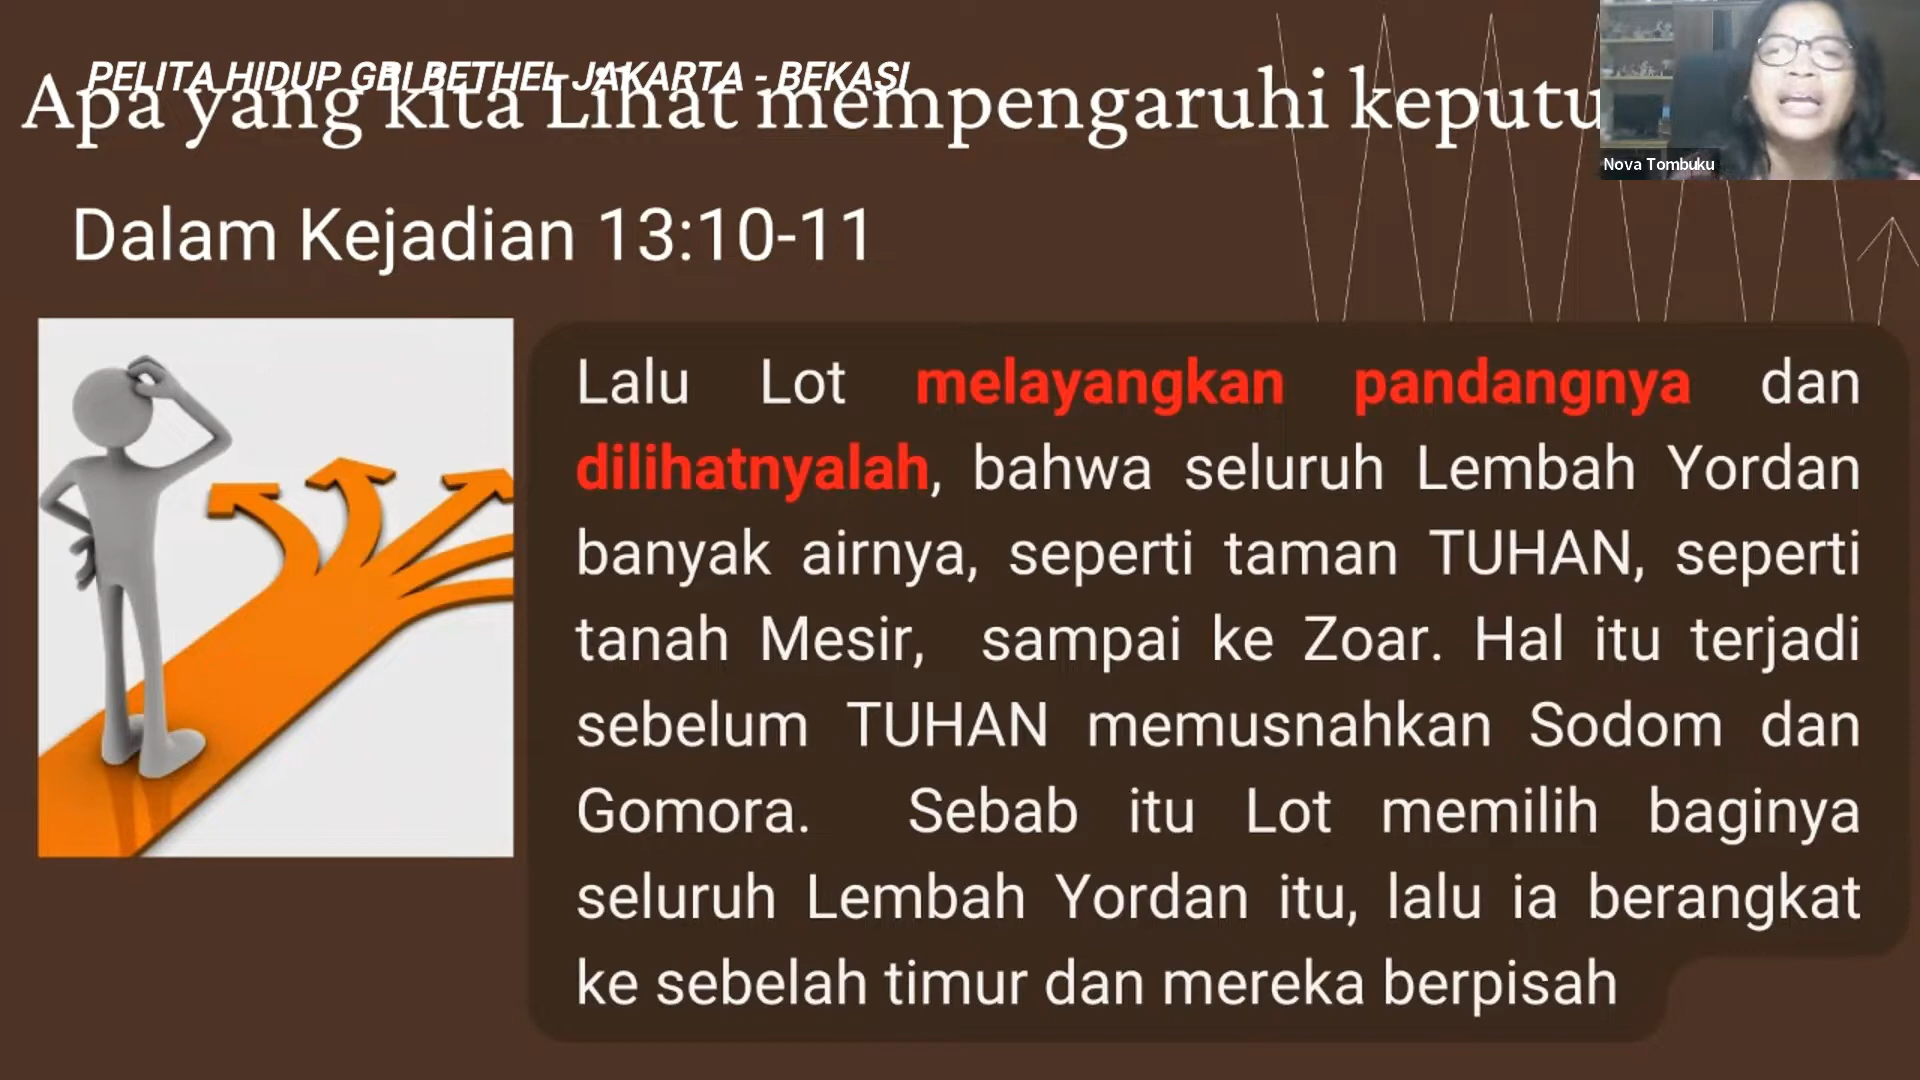 PELITA HIDUP GBI BETHEL JAKARTA - BEKASI
Apa yang kita Lihat mempengaruhi keputu
Nova Tombuku
Dalam Kejadian 13:10-11
Lalu Lot melayangkan pandangnya dan
dilihatnyalah, bahwa seluruh Lembah Yordan
banyak airnya, seperti taman TUHAN, seperti
tanah Mesir, sampai ke Zoar. Hal itu terjadi
sebelum TUHAN memusnahkan Sodom dan
Gomora. Sebab itu Lot memilih baginya
seluruh Lembah Yordan itu, lalu ia berangkat
ke sebelah timur dan mereka berpisah